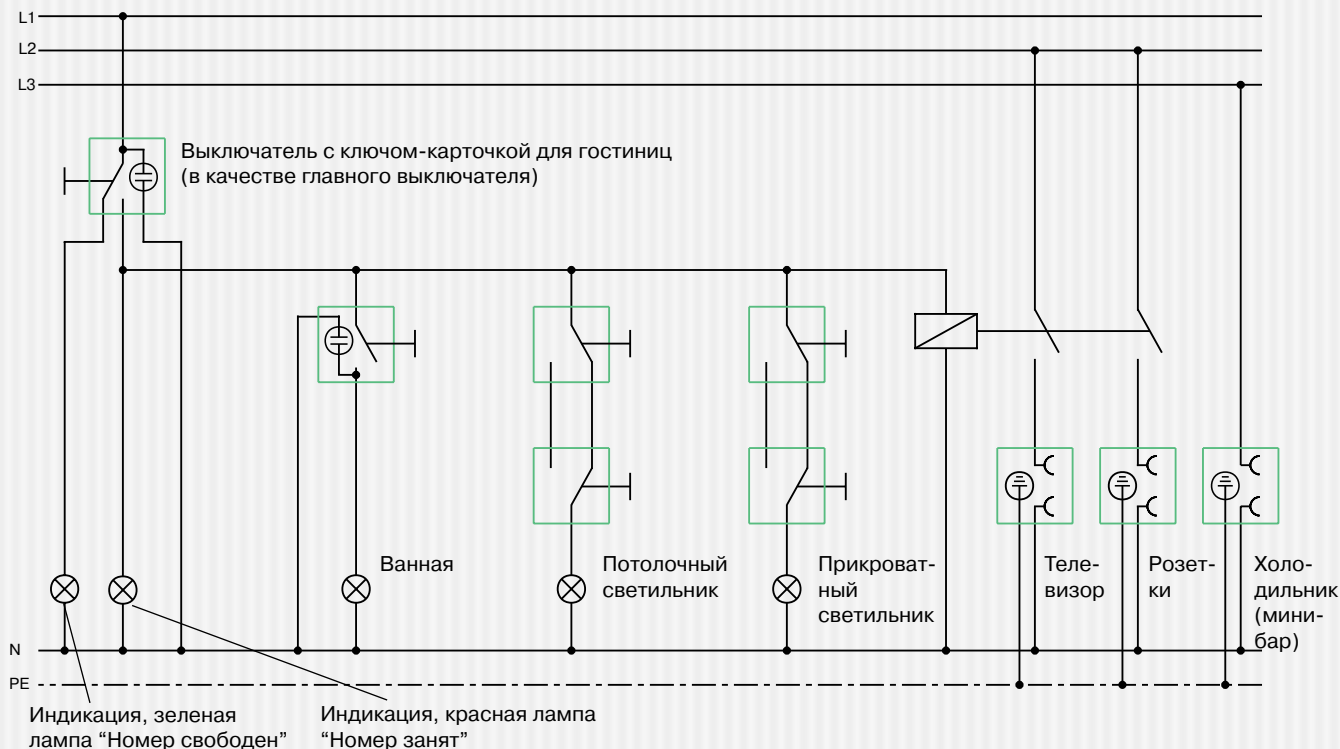 L1
L2
L3
Выключатель с ключом-карточкой для гостиниц
(в качестве главного выключателя)
Ванная
Потолочный
светильник
Прикроват-
ный
светильник
Теле-
визор
Розет-
ки
Холо-
дильник
(мини-
бар)
N
PE
Индикация, зеленая
лампа “Номер свободен”
Индикация, красная лампа
“Номер занят”